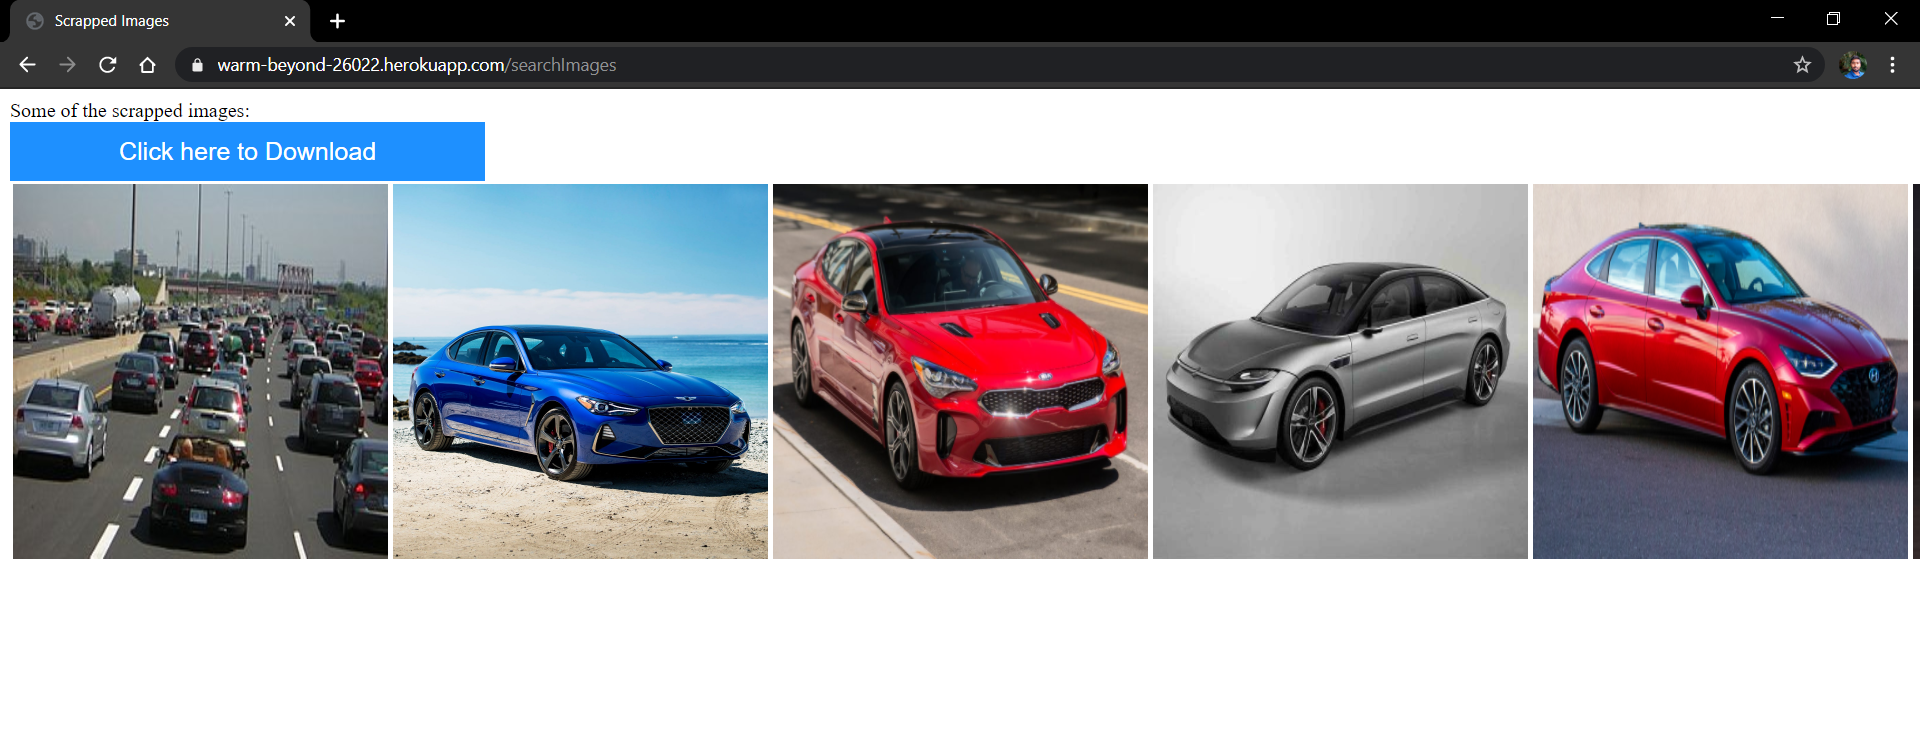 Scrapped Images
warm-beyond-26022.herokuapp.com/searchImages
Some of the scrapped images:
Click here to Download